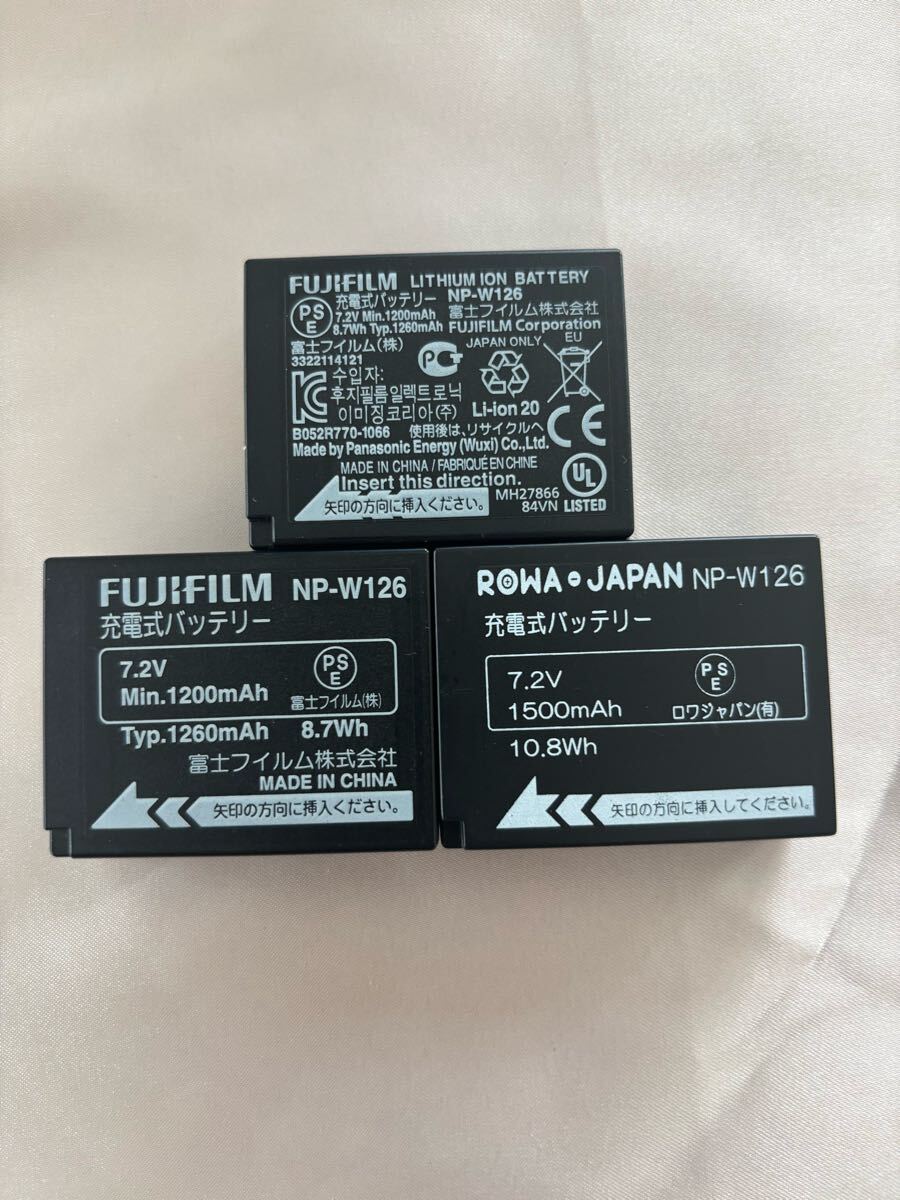 FUJIFILM LITHIUM ION BATTERY
充電式バッテリー NP-W126
PSE 7.2V Min.1200mAh 富士フイルム株式会社
8.7Wh Typ.1260mAh FUJIFILM Corporation
富士フイルム(株) JAPAN ONLY EU
3322114121
수입자:
후지필름일렉트로닉
이미징코리아(주) Li-ion 20
B052R770-1066 使用後は、リサイクルへ
Made by Panasonic Energy (Wuxi) Co.,Ltd.
MADE IN CHINA / FABRIQUÉ EN CHINE
Insert this direction.
矢印の方向に挿入ください。
MH27866
84VN
UL
LISTED
FUJIFILM NP-W126
充電式バッテリー
7.2V PSE
Min.1200mAh 富士フイルム(株)
Typ.1260mAh 8.7Wh
富士フイルム株式会社
MADE IN CHINA
矢印の方向に挿入ください。
ROWA JAPAN NP-W126
充電式バッテリー
7.2V PSE
1500mAh ロワジャパン(有)
10.8Wh
矢印の方向に挿入してください。